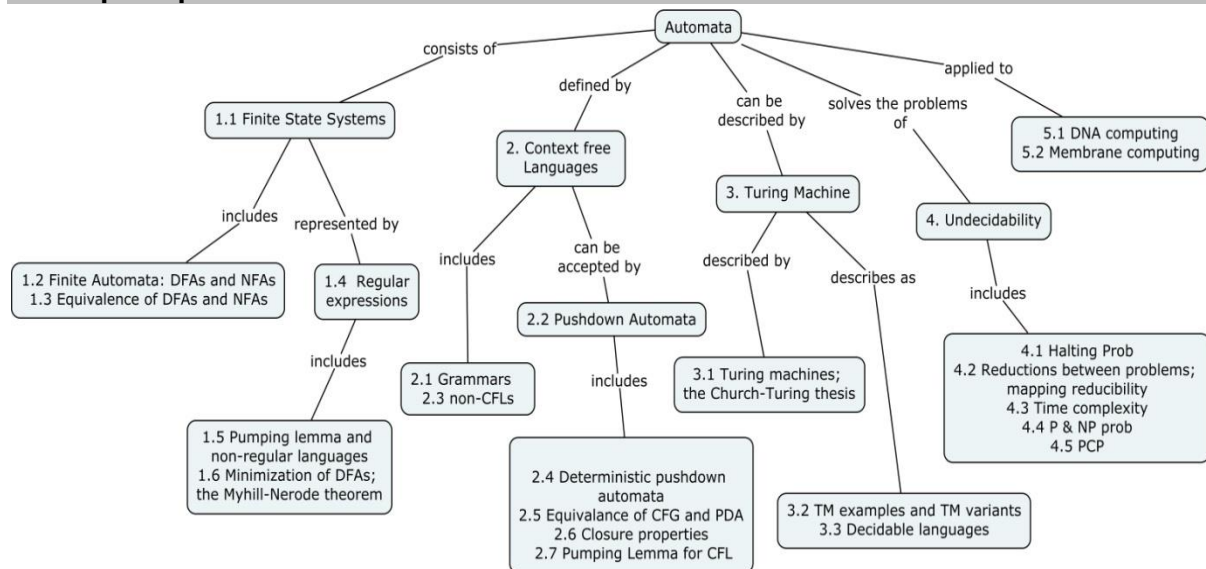 Automata
consists of
defined by
can be
described by
solves the problems
of
applied to
1.1 Finite State Systems
2. Context free
Languages
3. Turing Machine
4. Undecidability
5.1 DNA computing
5.2 Membrane computing
includes
represented by
includes
can be
accepted by
described by
describes as
includes
1.2 Finite Automata: DFAs and NFAs
1.3 Equivalence of DFAs and NFAs
1.4 Regular
expressions
2.2 Pushdown Automata
includes
includes
2.1 Grammars
2.3 non-CFLs
3.1 Turing machines;
the Church-Turing thesis
4.1 Halting Prob
4.2 Reductions between problems;
mapping reducibility
4.3 Time complexity
4.4 P & NP prob
4.5 PCP
1.5 Pumping lemma and
non-regular languages
1.6 Minimization of DFAs;
the Myhill-Nerode theorem
2.4 Deterministic pushdown
automata
2.5 Equivalance of CFG and PDA
2.6 Closure properties
2.7 Pumping Lemma for CFL
3.2 TM examples and TM variants
3.3 Decidable languages